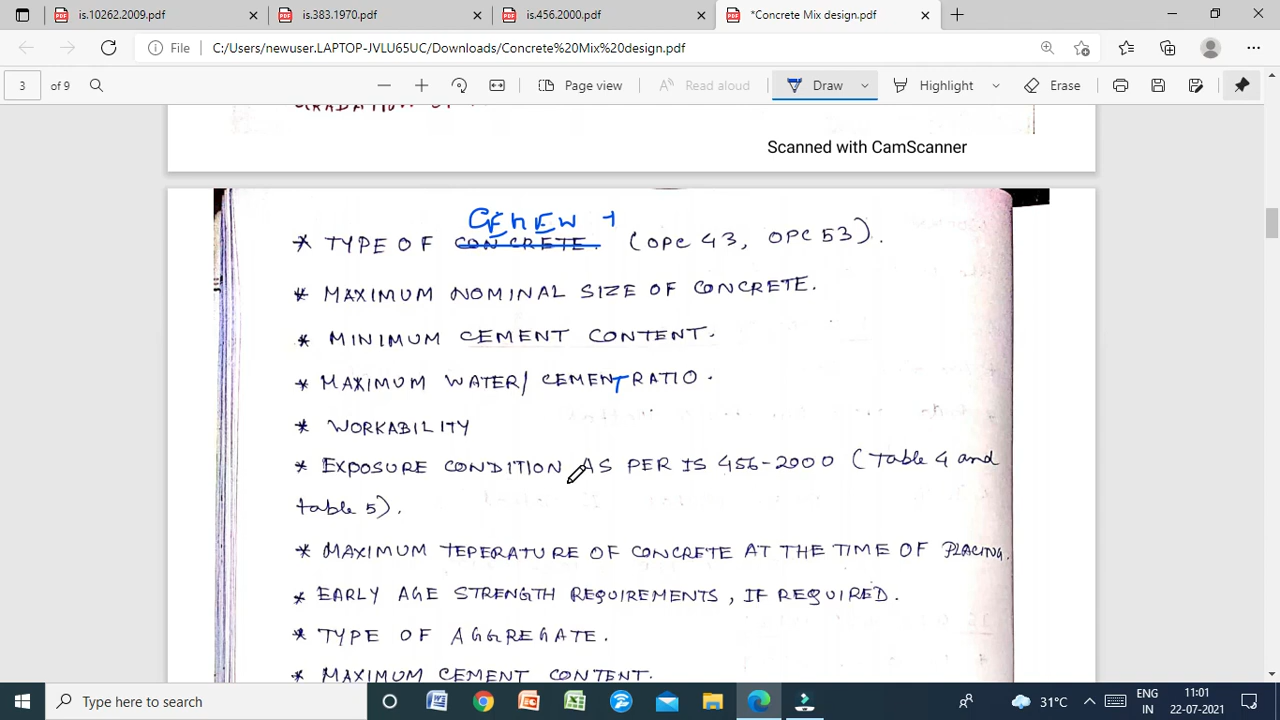 is.10262.2009.pdf
is.383.1970.pdf
is.456.2000.pdf
*Concrete Mix design.pdf
File
C:/Users/newuser.LAPTOP-JVLU65UC/Downloads/Concrete%20Mix%20design.pdf
3 of 9
Page view
Read aloud
Draw
Highlight
Erase
Scanned with CamScanner
CEMEN T
* TYPE OF CONCRETE. (OPC 43, OPC 53).
* MAXIMUM NOMINAL SIZE OF CONCRETE.
* MINIMUM CEMENT CONTENT.
* MAXIMUM WATER/ CEMENT RATIO.
* WORKABILITY
* EXPOSURE CONDITION AS PER IS 456-2000 (Table 4 and
table 5).
* MAXIMUM TEPERATURE OF CONCRETE AT THE TIME OF PLACING.
* EARLY AGE STRENGTH REQUIREMENTS, IF REQUIRED.
* TYPE OF AGGREGATE.
* MAXIMUM CEMENT CONTENT.
Type here to search
31°C
ENG
IN
11:01
22-07-2021